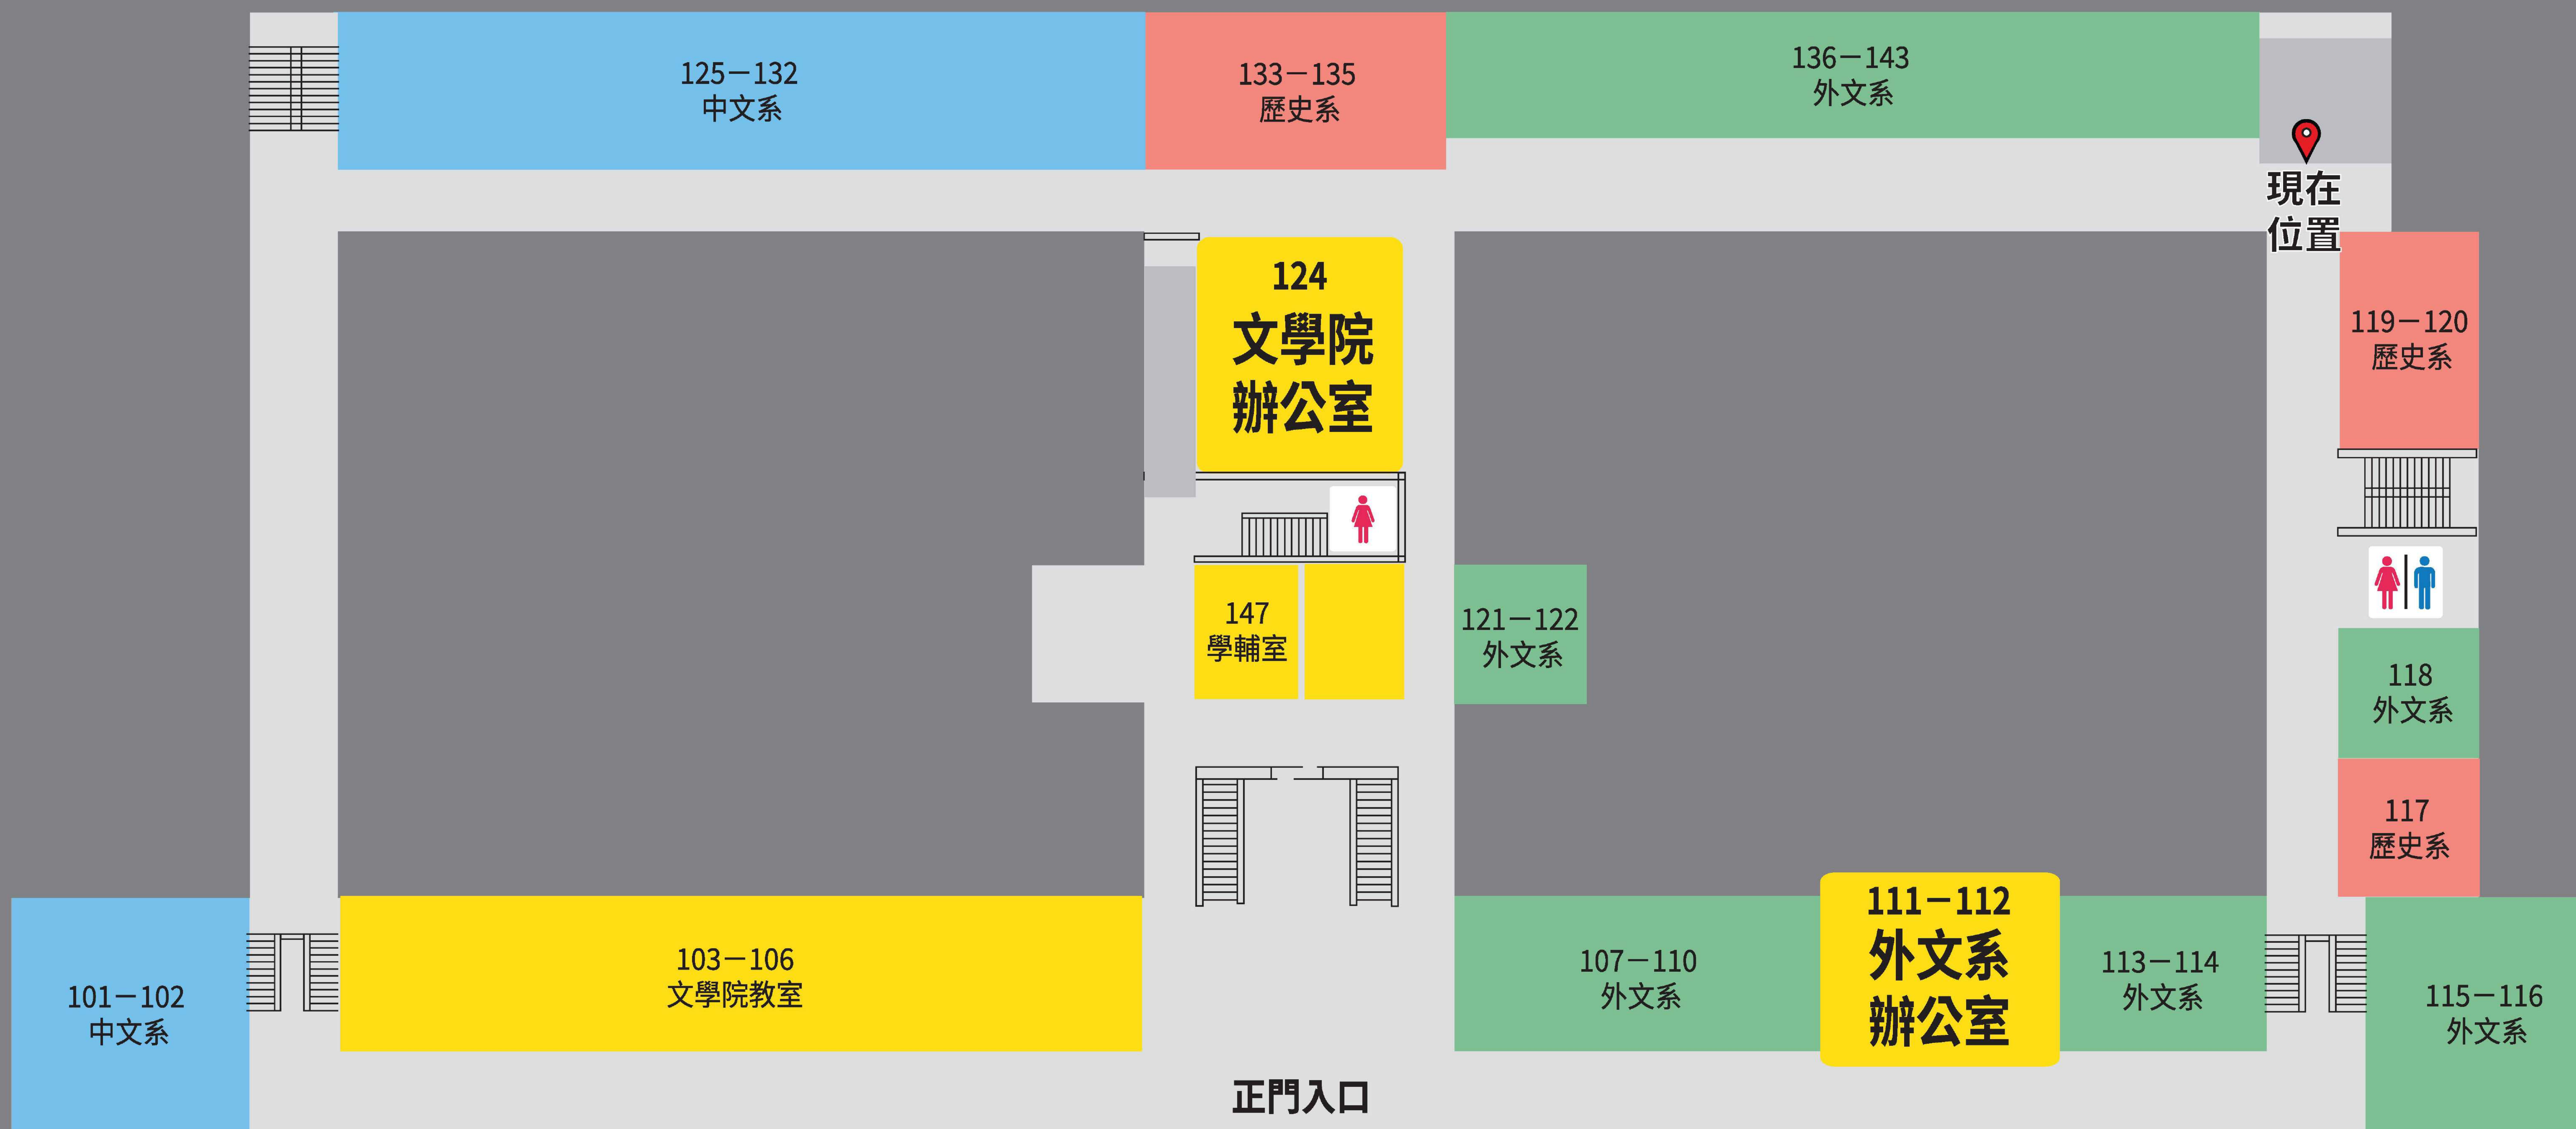 125－132
中文系
133－135
歷史系
136－143
外文系
現在
位置
124
文學院
辦公室
119－120
歷史系
147
學輔室
121－122
外文系
118
外文系
117
歷史系
101－102
中文系
103－106
文學院教室
107－110
外文系
111－112
外文系
辦公室
113－114
外文系
115－116
外文系
正門入口